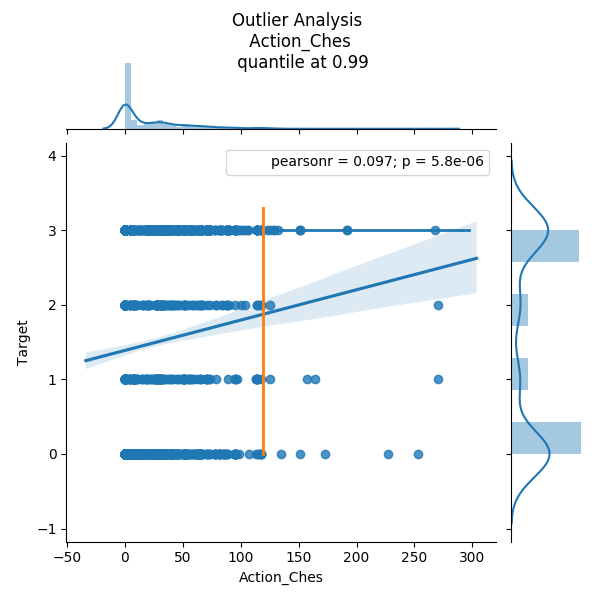 Outlier Analysis
Action_Ches
quantile at 0.99
pearsonr = 0.097; p = 5.8e-06
4
3
2
1
0
−1
Target
−50
0
50
100
150
200
250
300
Action_Ches